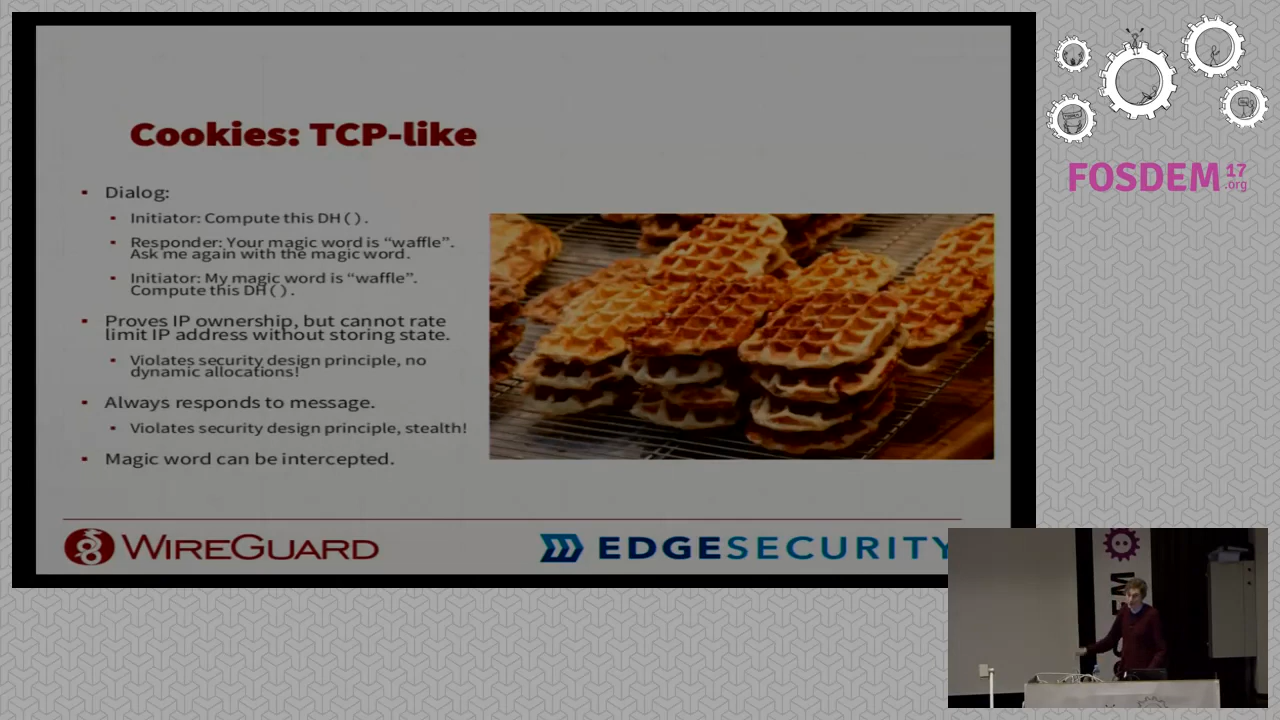 Cookies: TCP-like
Dialog:
Initiator: Compute this DH ( ) .
Responder: Your magic word is “waffle”.
Ask me again with the magic word.
Initiator: My magic word is “waffle”.
Compute this DH ( ) .
Proves IP ownership, but cannot rate
limit IP address without storing state.
Violates security design principle, no
dynamic allocations!
Always responds to message.
Violates security design principle, stealth!
Magic word can be intercepted.
WIREGUARD
EDGESECURITY
FOSDEM 17
.org
EM